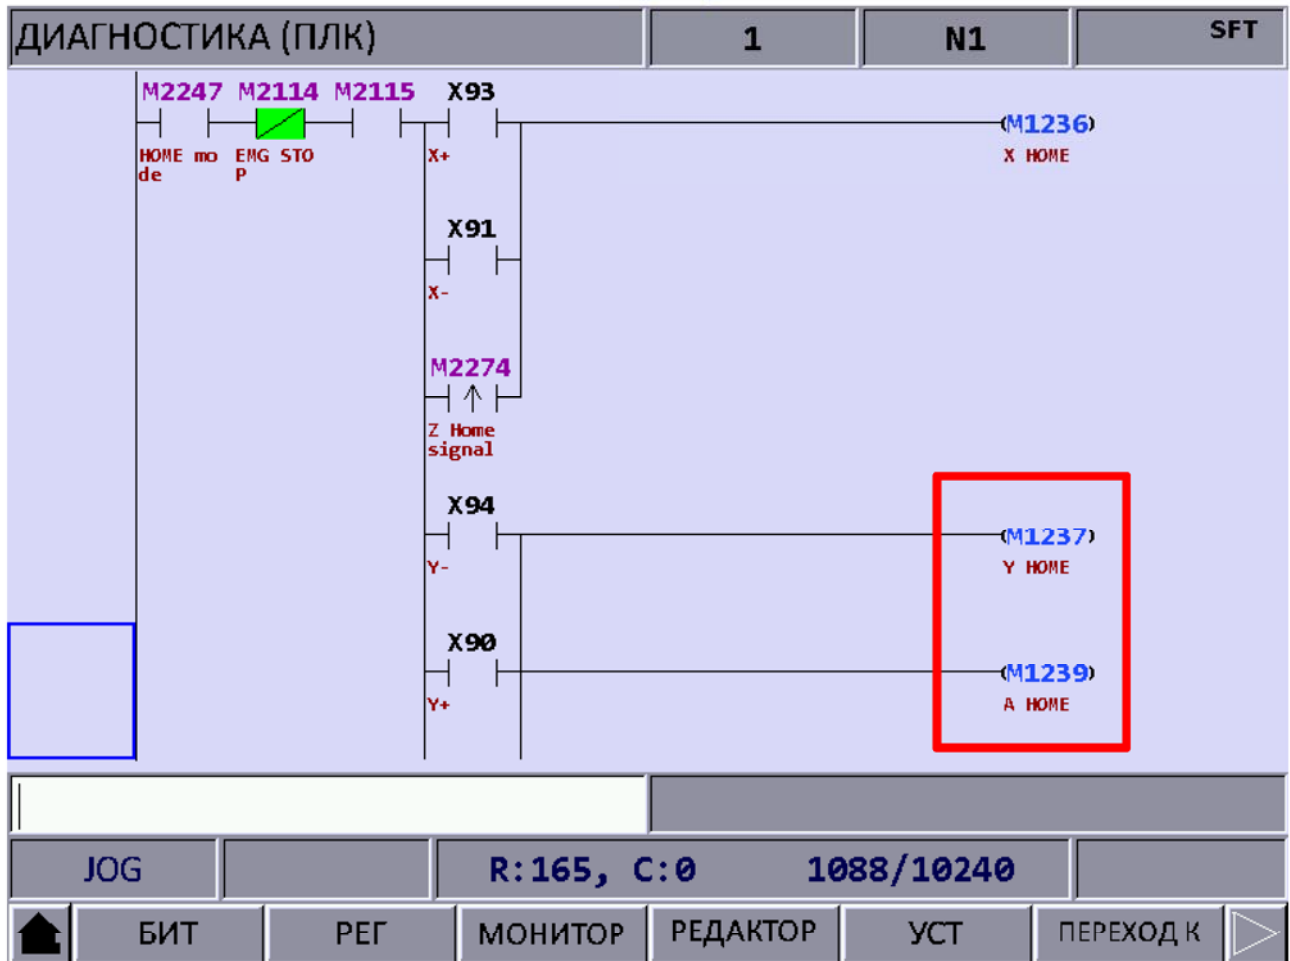 ДИАГНОСТИКА (ПЛК) 1 N1 SFT
M2247 M2114 M2115 X93
(M1236)
HOME mo EMG STO X+ X HOME
de P
X91
X-
M2274
Z Home
signal
X94
(M1237)
Y- Y HOME
X90
(M1239)
Y+ A HOME
JOG R:165, C:0 1088/10240
БИТ РЕГ МОНИТОР РЕДАКТОР УСТ ПЕРЕХОД К